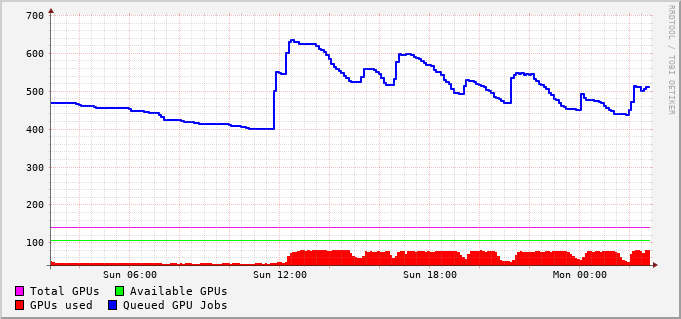 700
600
500
400
300
200
100
Sun 06:00 Sun 12:00 Sun 18:00 Mon 00:00
Total GPUs Available GPUs
GPUs used Queued GPU Jobs
RRDTOOL / TOBI OETIKER